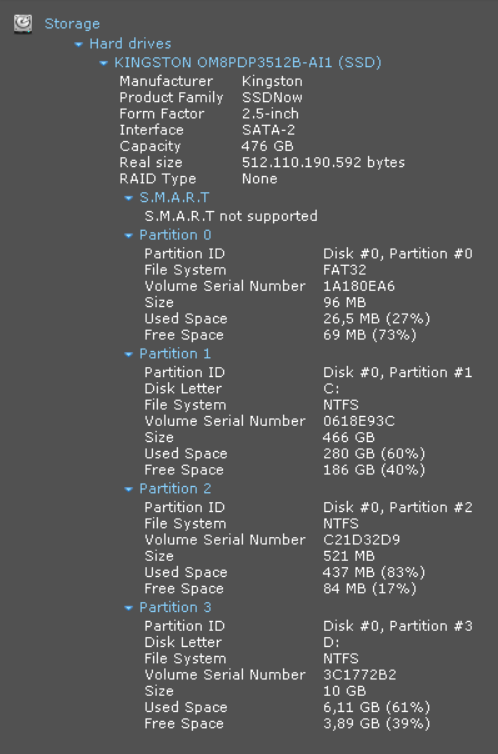 Storage
Hard drives
KINGSTON OM8PDP3512B-AI1 (SSD)
Manufacturer Kingston
Product Family SSDNow
Form Factor 2.5-inch
Interface SATA-2
Capacity 476 GB
Real size 512.110.190.592 bytes
RAID Type None
S.M.A.R.T
S.M.A.R.T not supported
Partition 0
Partition ID Disk #0, Partition #0
File System FAT32
Volume Serial Number 1A180EA6
Size 96 MB
Used Space 26,5 MB (27%)
Free Space 69 MB (73%)
Partition 1
Partition ID Disk #0, Partition #1
Disk Letter C:
File System NTFS
Volume Serial Number 0618E93C
Size 466 GB
Used Space 280 GB (60%)
Free Space 186 GB (40%)
Partition 2
Partition ID Disk #0, Partition #2
File System NTFS
Volume Serial Number C21D32D9
Size 521 MB
Used Space 437 MB (83%)
Free Space 84 MB (17%)
Partition 3
Partition ID Disk #0, Partition #3
Disk Letter D:
File System NTFS
Volume Serial Number 3C1772B2
Size 10 GB
Used Space 6,11 GB (61%)
Free Space 3,89 GB (39%)